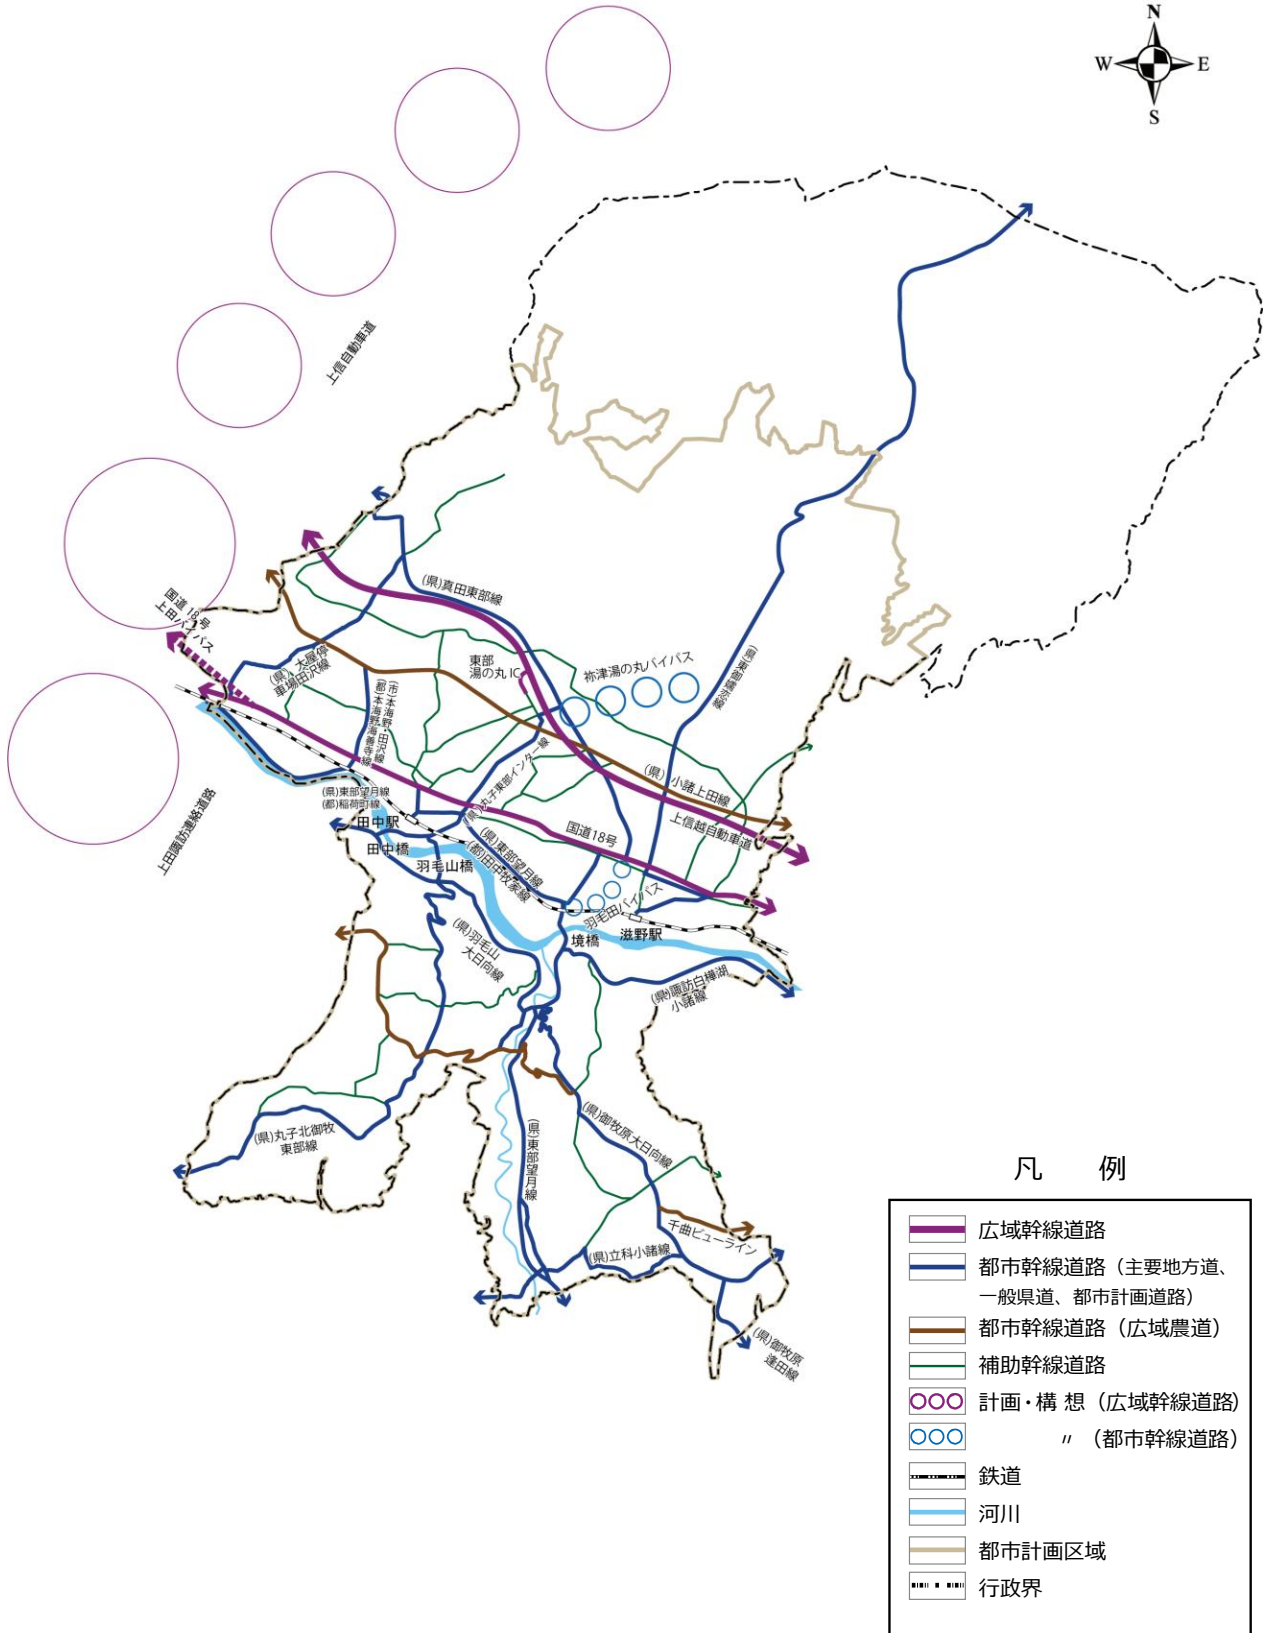 N
W E
S
上信自動車道
国道18号
上田バイパス
(県)真田東部線
(県)大屋停
車場田沢線
東部
湯の丸IC
祢津湯の丸バイパス
(市)本海野・田沢線
(都)本海野海善寺線
(県)丸子東部インター線
(県)小諸上田線
上信越自動車道
国道18号
(県)東部望月線
(都)稲荷町線
上田諏訪連絡道路
田中駅
田中橋
羽毛山橋
(県)東部望月線
(都)田中牧家線
羽毛田バイパス
境橋
滋野駅
(県)羽毛山
大日向線
(県)諏訪白樺湖
小諸線
(県)丸子北御牧
東部線
(県)東部望月線
(県)御牧原大日向線
千曲ビューライン
(県)立科小諸線
(県)御牧原
逢田線
凡 例
広域幹線道路
都市幹線道路(主要地方道、
一般県道、都市計画道路)
都市幹線道路(広域農道)
補助幹線道路
計画・構 想(広域幹線道路)
〃(都市幹線道路)
鉄道
河川
都市計画区域
行政界